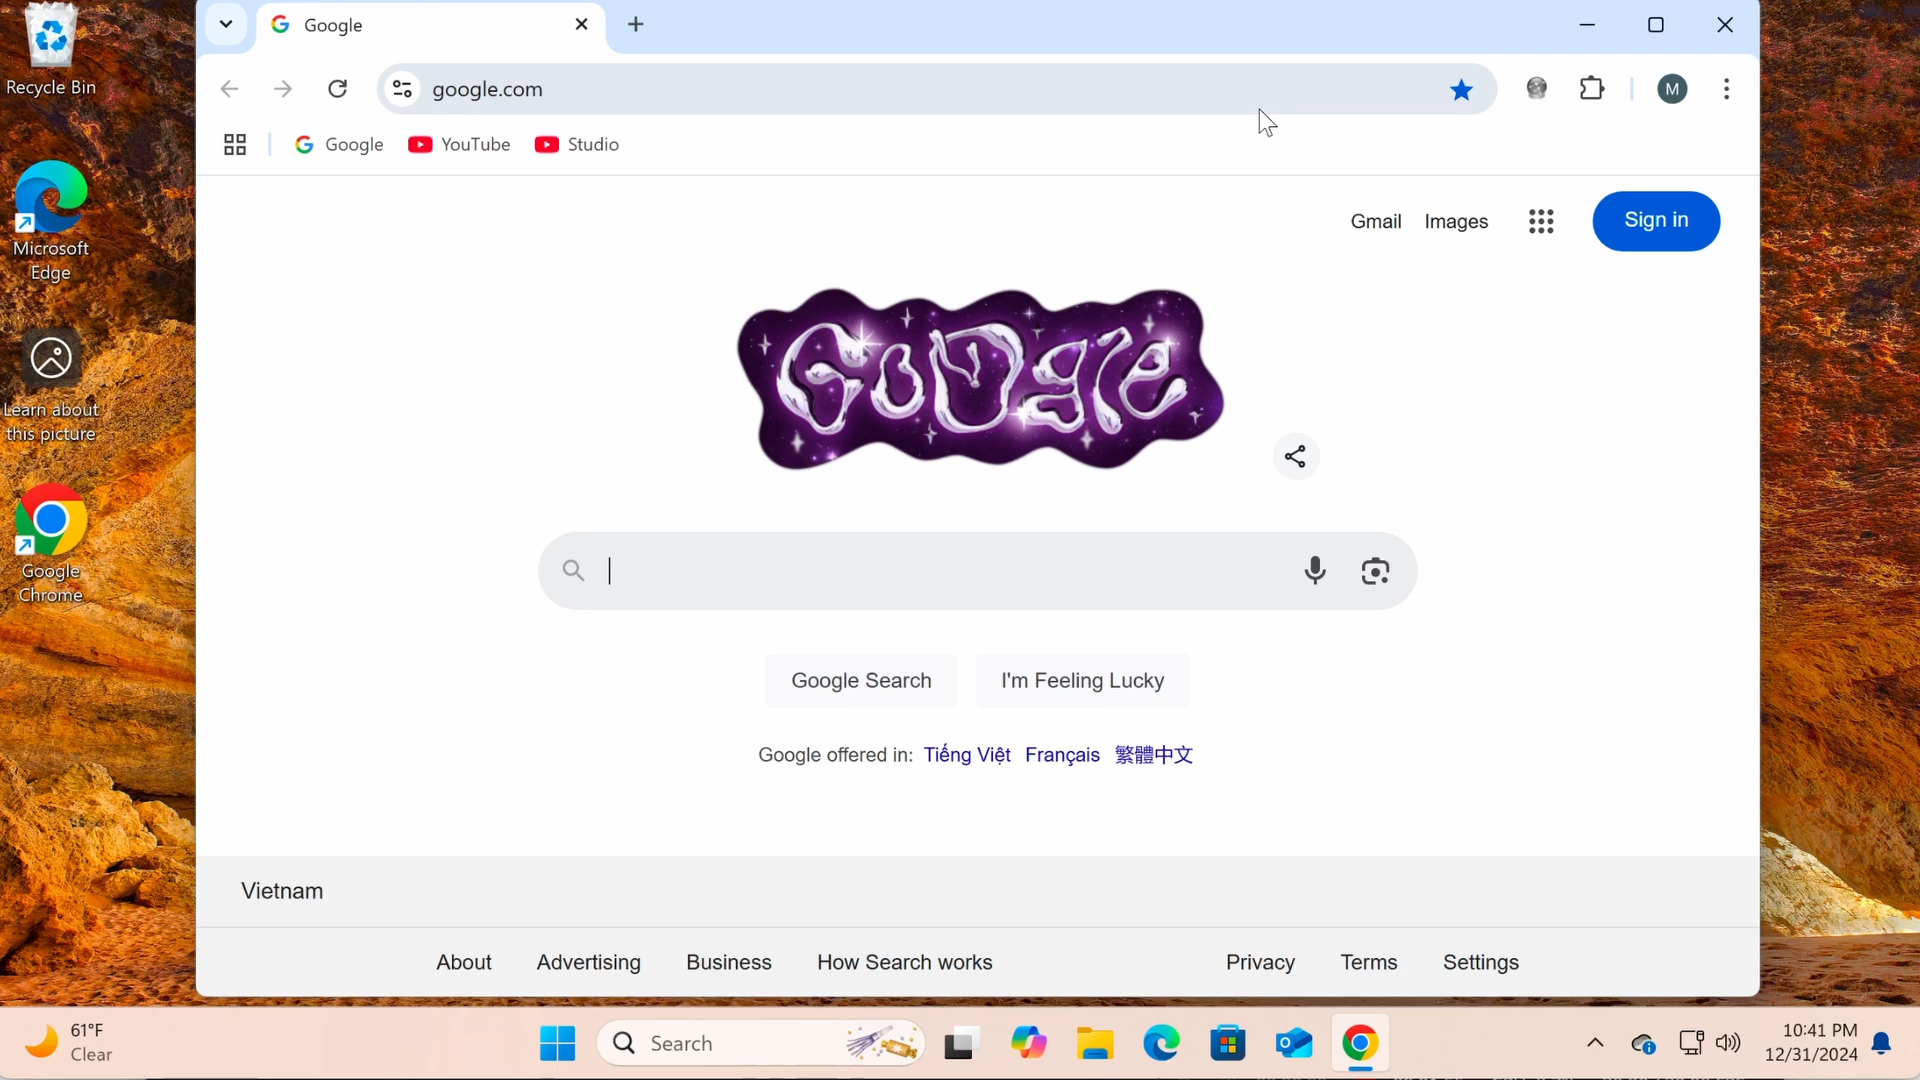 Recycle Bin
Microsoft
Edge
Learn about
this picture
Google
Chrome
Google
google.com
M
Google
YouTube
Studio
Gmail
Images
Sign in
GooDgle
Google Search
I'm Feeling Lucky
Google offered in: Tiếng Việt Français 繁體中文
Vietnam
About
Advertising
Business
How Search works
Privacy
Terms
Settings
61°F
Clear
Search
10:41 PM
12/31/2024